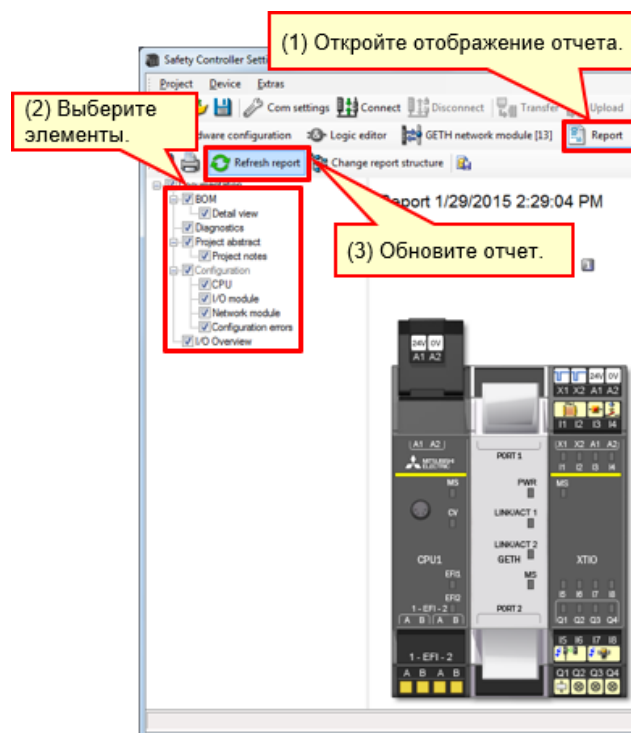 (1) Откройте отображение отчета.
Safety Controller Setti
Project Device Extras
(2) Выберите
элементы.
Com settings Connect Disconnect Transfer Upload
dware configuration Logic editor GETH network module [13] Report
Refresh report Change report structure
BOM
Detail view
Diagnostics
Project abstract
Project notes
Configuration
CPU
I/O module
Network module
Configuration errors
I/O Overview
Report 1/29/2015 2:29:04 PM
(3) Обновите отчет.
24V 0V
A1 A2
24V 0V
X1 X2 A1 A2
I1 I2 I3 I4
A1 A2
PORT 1
X1 X2 A1 A2
MITSUBISHI
ELECTRIC
I1 I2 I3 I4
MS
PWR
MS
CV
LINK/ACT 1
LINK/ACT 2
CPU1
GETH
XTIO
EFI1
MS
EFI2
I5 I6 I7 I8
1 - EFI - 2
PORT 2
A B A B
Q1 Q2 Q3 Q4
I5 I6 I7 I8
1 - EFI - 2
A B A B
Q1 Q2 Q3 Q4